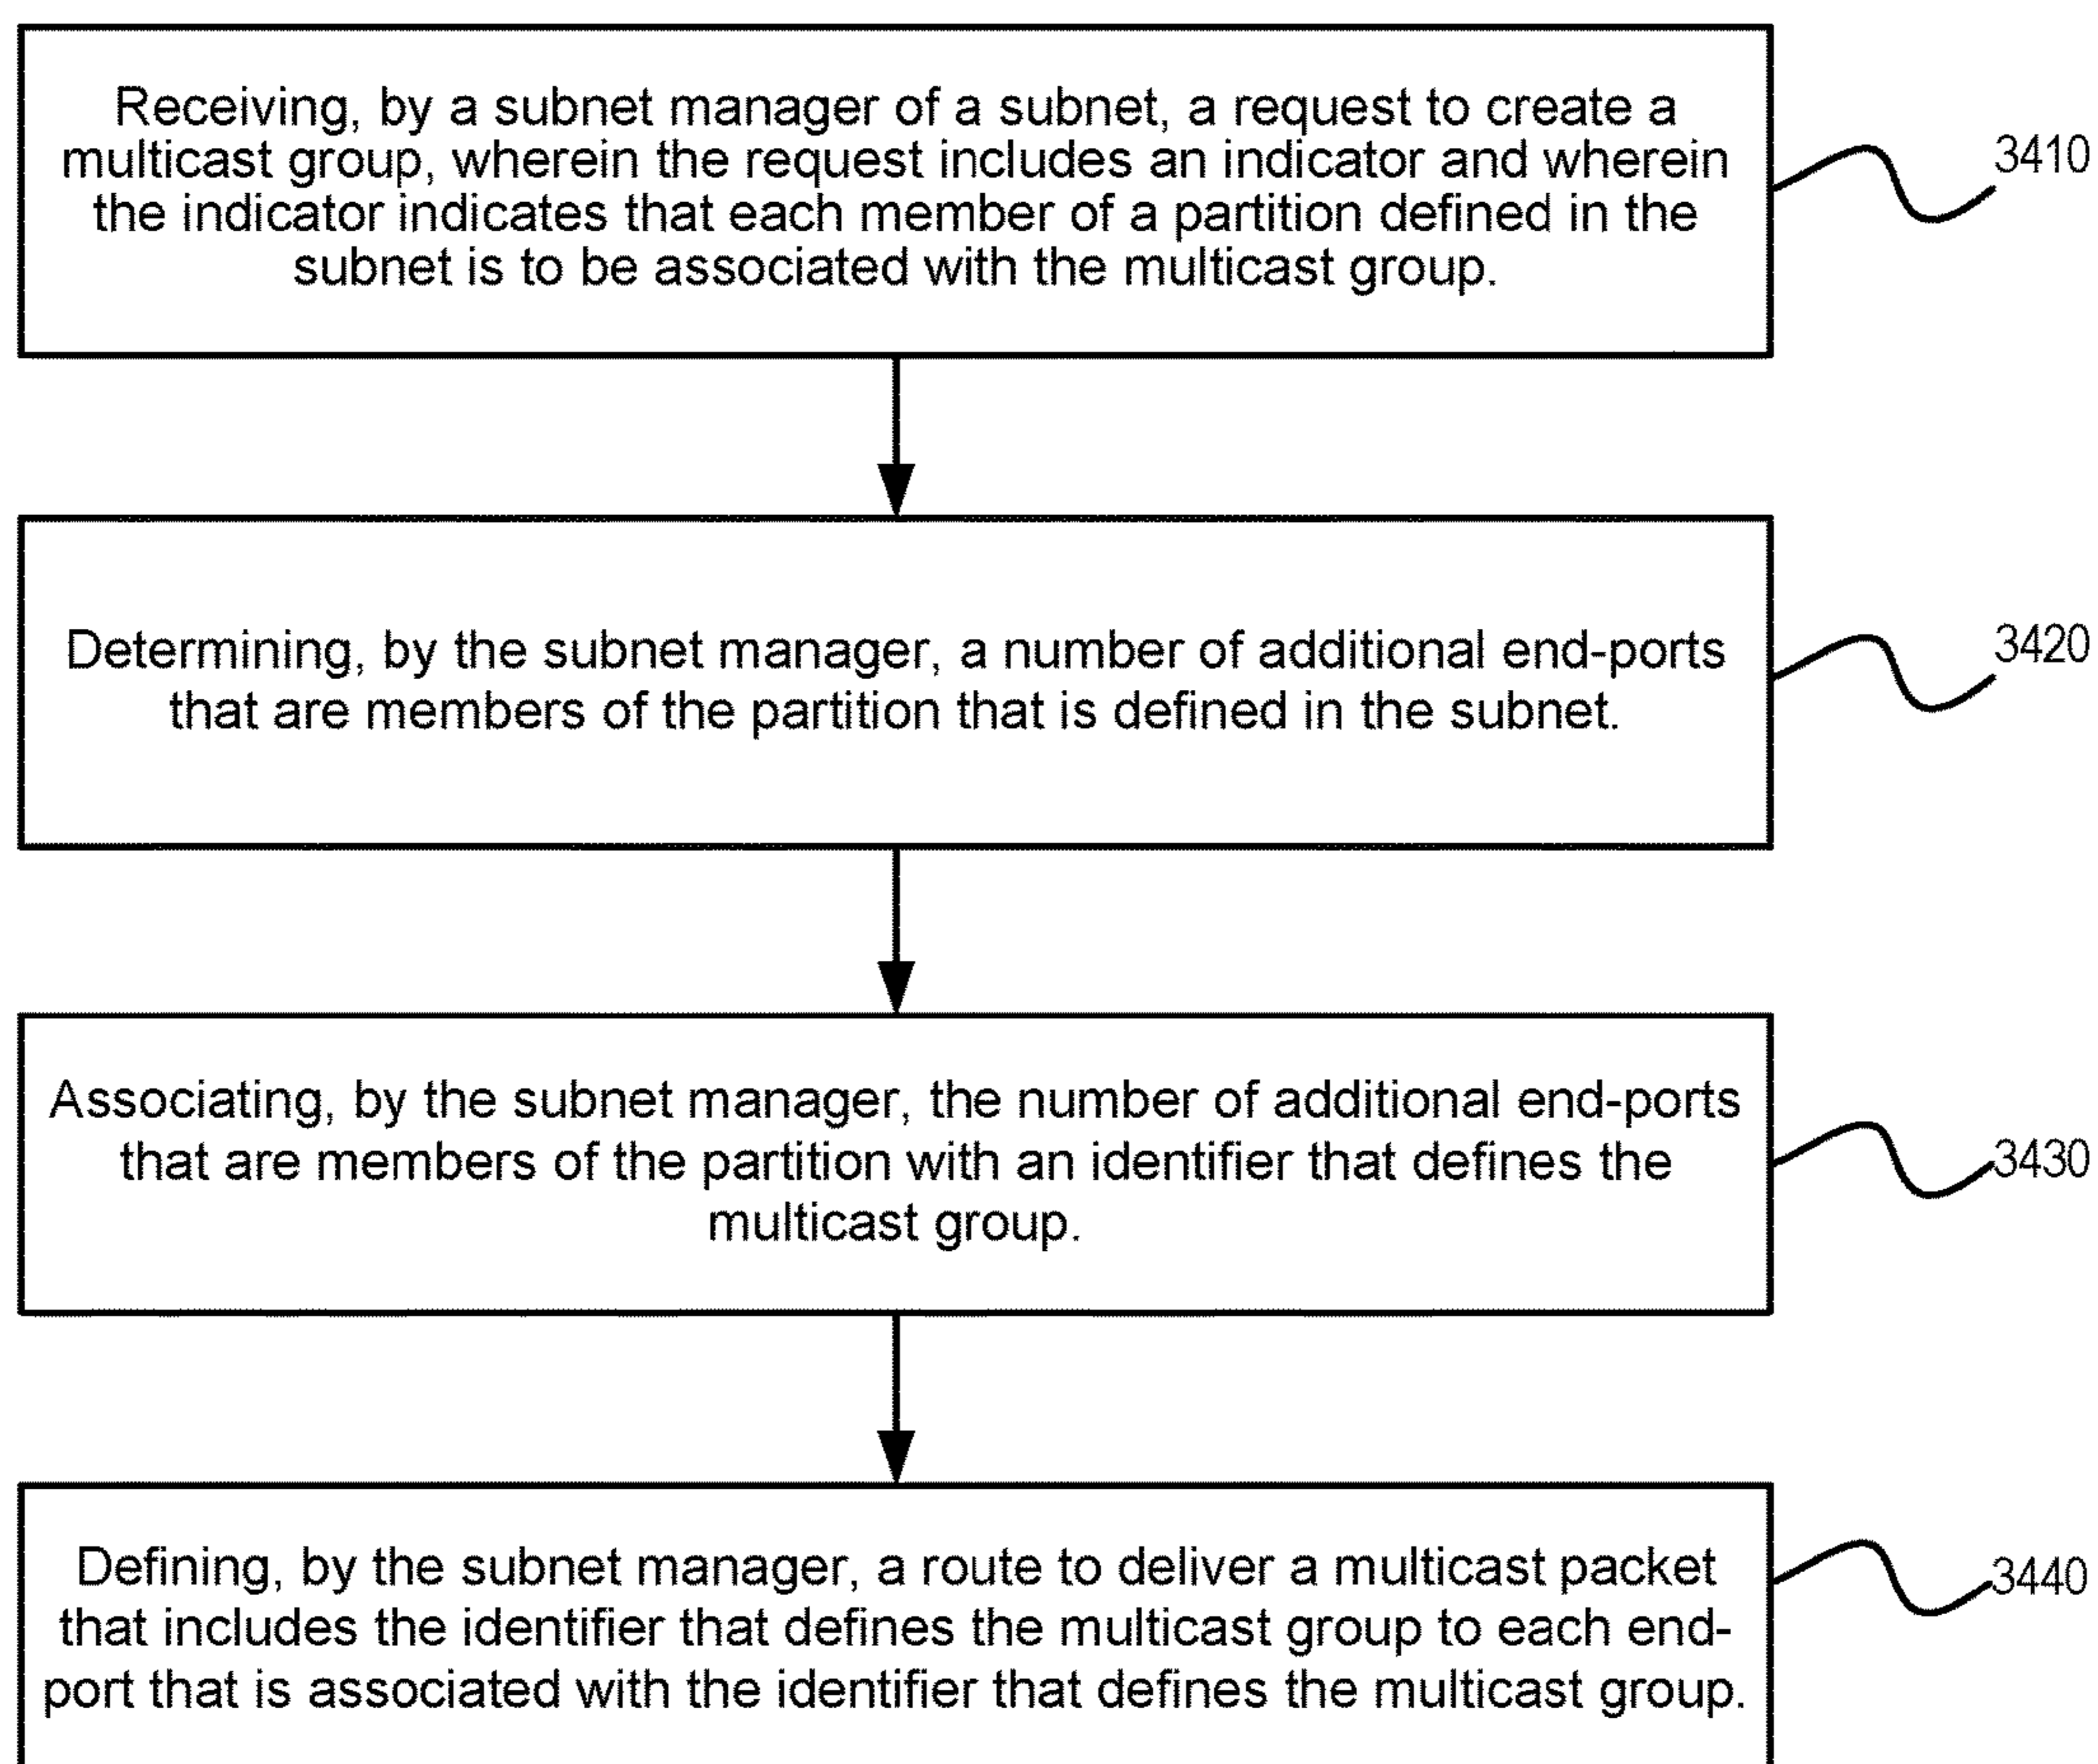 Receiving, by a subnet manager of a subnet, a request to create a
multicast group, wherein the request includes an indicator and wherein
the indicator indicates that each member of a partition defined in the
subnet is to be associated with the multicast group.
3410
Determining, by the subnet manager, a number of additional end-ports
that are members of the partition that is defined in the subnet.
3420
Associating, by the subnet manager, the number of additional end-ports
that are members of the partition with an identifier that defines the
multicast group.
3430
Defining, by the subnet manager, a route to deliver a multicast packet
that includes the identifier that defines the multicast group to each end-
port that is associated with the identifier that defines the multicast group.
3440